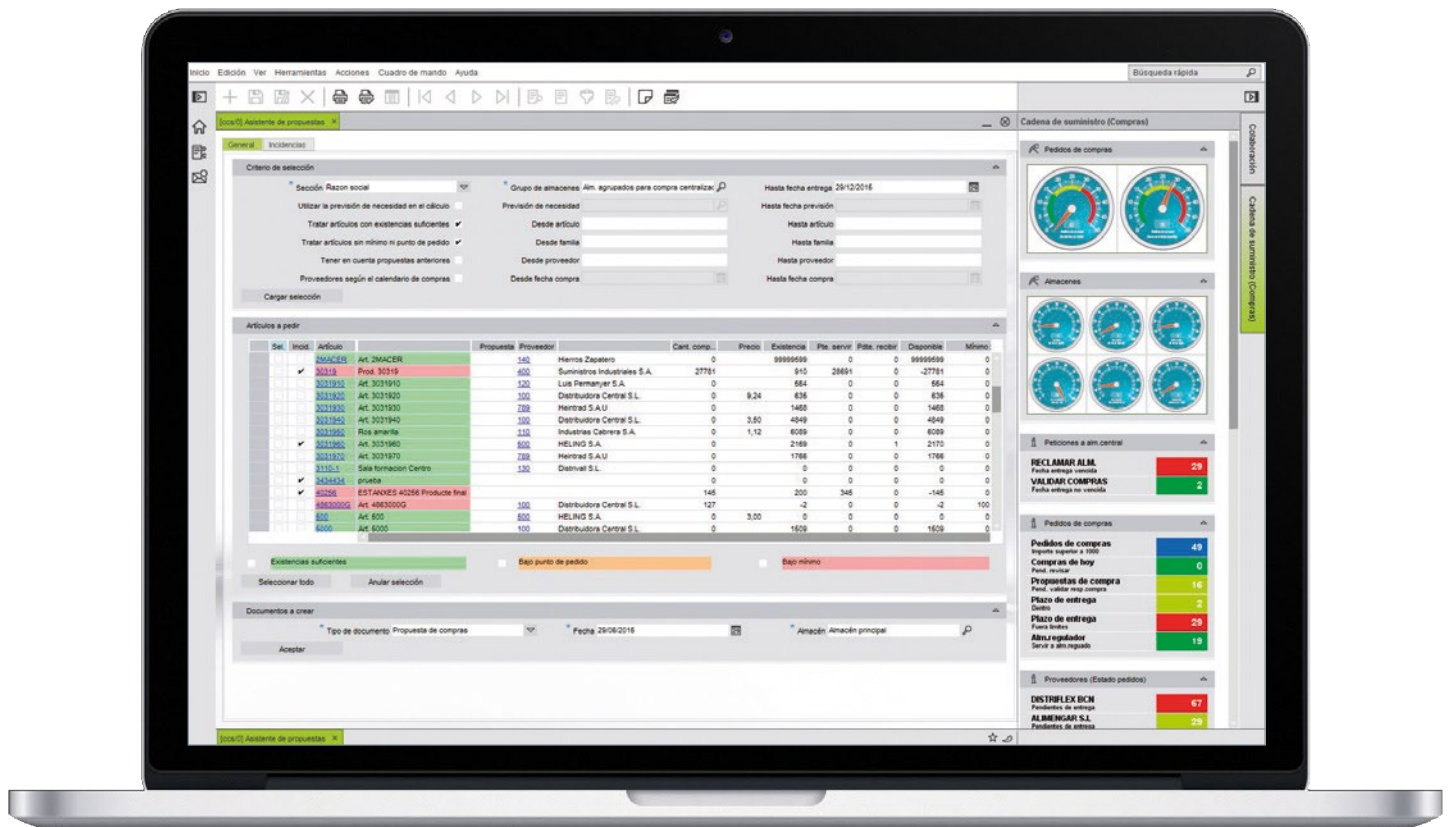 Inicio Edición Ver Herramientas Acciones Cuadro de mando Ayuda
Búsqueda rápida
[ccs/0] Asistente de propuestas ×
Cadena de suministro (Compras)
General Incidencias
Criterio de selección
* Sección Razon social * Grupo de almacenes Alm. agrupados para compra centralizac Hasta fecha entrega 29/12/2016
Utilizar la previsión de necesidad en el cálculo Previsión de necesidad Hasta fecha previsión
Tratar artículos con existencias suficientes ✔ Desde artículo Hasta artículo
Tratar artículos sin mínimo ni punto de pedido ✔ Desde familia Hasta familia
Tener en cuenta propuestas anteriores Desde proveedor Hasta proveedor
Proveedores según el calendario de compras Desde fecha compra Hasta fecha compra
Cargar selección
Artículos a pedir
Sel. Incid. Artículo Propuesta Proveedor Cant. comp... Precio Existencia Pte. servir Pdte. recibir Disponible Mínimo
2MACER Art. 2MACER 140 Hierros Zapatero 0 99999599 0 0 99999599 0
✔ 30319 Prod. 30319 400 Suministros Industriales S.A. 27781 910 28691 0 -27781 0
3031910 Art. 3031910 120 Luis Permanyer S.A. 0 564 0 0 564 0
3031920 Art. 3031920 100 Distribuidora Central S.L. 0 9,24 636 0 0 636 0
3031930 Art. 3031930 789 Heintrad S.A.U 0 1468 0 0 1468 0
3031940 Art. 3031940 100 Distribuidora Central S.L. 0 3,50 4849 0 0 4849 0
3031950 Ros amarilla 110 Industrias Cabrera S.A. 0 1,12 6089 0 0 6089 0
✔ 3031960 Art. 3031960 500 HELING S.A. 0 2169 0 1 2170 0
3031970 Art. 3031970 789 Heintrad S.A.U 0 1766 0 0 1766 0
3110-1 Sala formacion Centro 130 Distrivall S.L. 0 0 0 0 0 0
✔ 3434434 prueba 0 0 0 0 0 0
✔ 40256 ESTANXES 40256 Producte final 145 200 345 0 -145 0
4863000G Art. 4863000G 100 Distribuidora Central S.L. 127 -2 0 0 -2 100
500 Art. 500 500 HELING S.A. 0 3,00 0 0 0 0 0
5000 Art. 5000 100 Distribuidora Central S.L. 0 1509 0 0 1509 0
Existencias suficientes Bajo punto de pedido Bajo mínimo
Seleccionar todo Anular selección
Documentos a crear
* Tipo de documento Propuesta de compras * Fecha 29/06/2016 * Almacén Almacén principal
Aceptar
[ccs/0] Asistente de propuestas ×
Pedidos de compras
Almacenes
Peticiones a alm.central
RECLAMAR ALM. 29
Fecha entrega vencida
VALIDAR COMPRAS 2
Fecha entrega no vencida
Pedidos de compras
Pedidos de compras 49
Importe superior a 1000
Compras de hoy 0
Pend. revisar
Propuestas de compra 16
Pend. validar resp.compra
Plazo de entrega 2
Dentro
Plazo de entrega 29
Fuera límites
Alm.regulador 19
Servir a alm.reguado
Proveedores (Estado pedidos)
DISTRIFLEX BCN 67
Pendientes de entrega
ALIMENGAR S.L 29
Pendientes de entrega
Colaboración
Cadena de suministro (Compras)